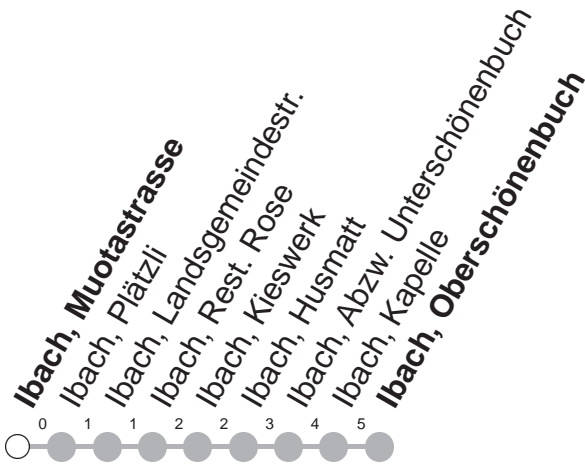 Ibach, Muotastrasse
Ibach, Plätzli
Ibach, Landsgemeindestr.
Ibach, Rest. Rose
Ibach, Kieswerk
Ibach, Husmatt
Ibach, Abzw. Unterschönenbuch
Ibach, Kapelle
Ibach, Oberschönenbuch
0 1 1 2 2 3 4 5